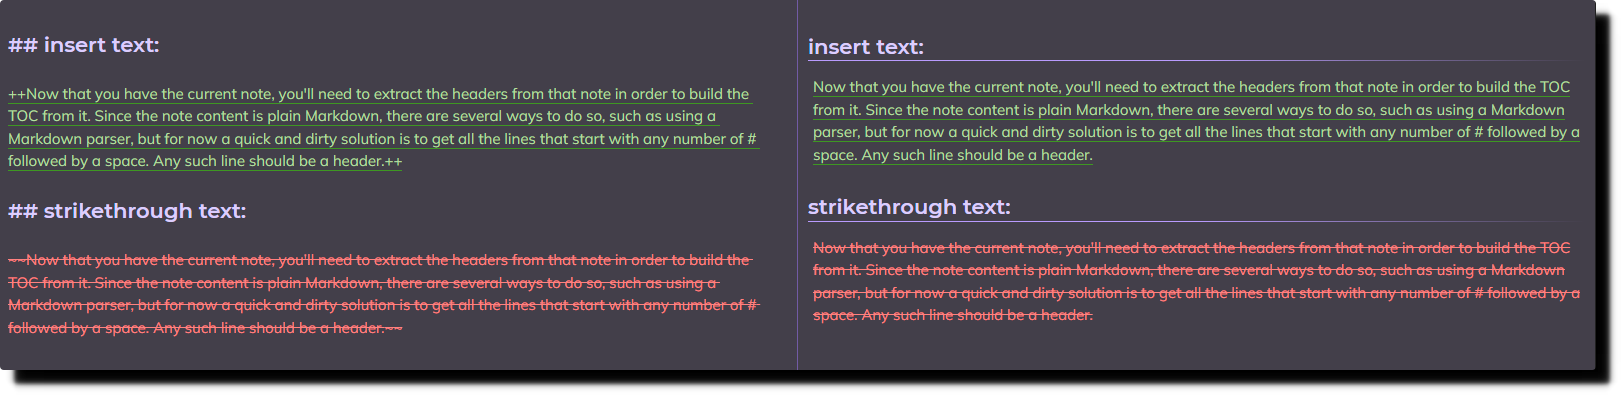 ## insert text:
++Now that you have the current note, you'll need to extract the headers from that note in order to build the
TOC from it. Since the note content is plain Markdown, there are several ways to do so, such as using a
Markdown parser, but for now a quick and dirty solution is to get all the lines that start with any number of #
followed by a space. Any such line should be a header.++
## strikethrough text:
~~Now that you have the current note, you'll need to extract the headers from that note in order to build the
TOC from it. Since the note content is plain Markdown, there are several ways to do so, such as using a
Markdown parser, but for now a quick and dirty solution is to get all the lines that start with any number of #
followed by a space. Any such line should be a header.~~
insert text:
Now that you have the current note, you'll need to extract the headers from that note in order to build the TOC
from it. Since the note content is plain Markdown, there are several ways to do so, such as using a Markdown
parser, but for now a quick and dirty solution is to get all the lines that start with any number of # followed by a
space. Any such line should be a header.
strikethrough text:
Now that you have the current note, you'll need to extract the headers from that note in order to build the TOC
from it. Since the note content is plain Markdown, there are several ways to do so, such as using a Markdown
parser, but for now a quick and dirty solution is to get all the lines that start with any number of # followed by a
space. Any such line should be a header.